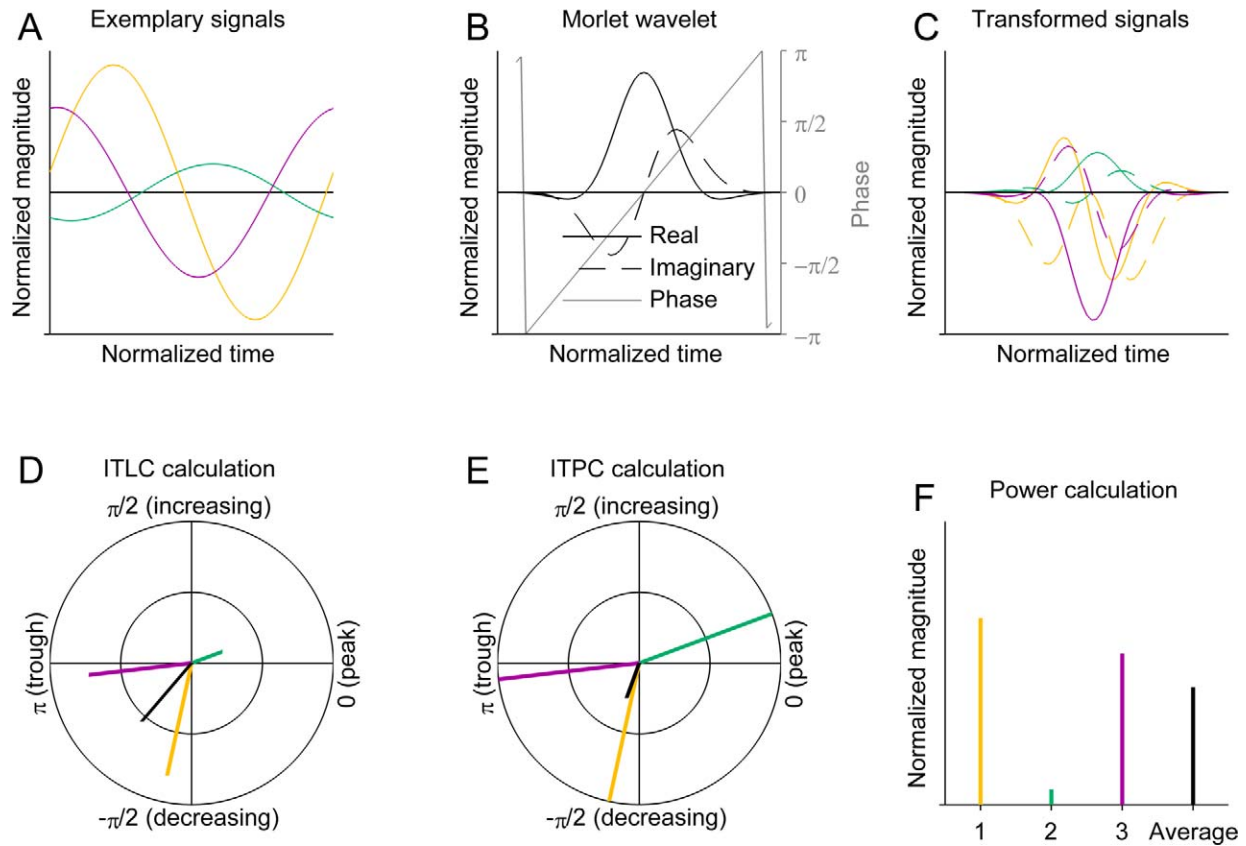 A Exemplary signals
Normalized magnitude
Normalized time
B Morlet wavelet
Normalized magnitude
Real
Imaginary
Phase
π
π/2
0
−π/2
−π
Phase
Normalized time
C Transformed signals
Normalized magnitude
Normalized time
D ITLC calculation
π/2 (increasing)
π (trough)
0 (peak)
-π/2 (decreasing)
E ITPC calculation
π/2 (increasing)
π (trough)
0 (peak)
-π/2 (decreasing)
F Power calculation
Normalized magnitude
1 2 3 Average